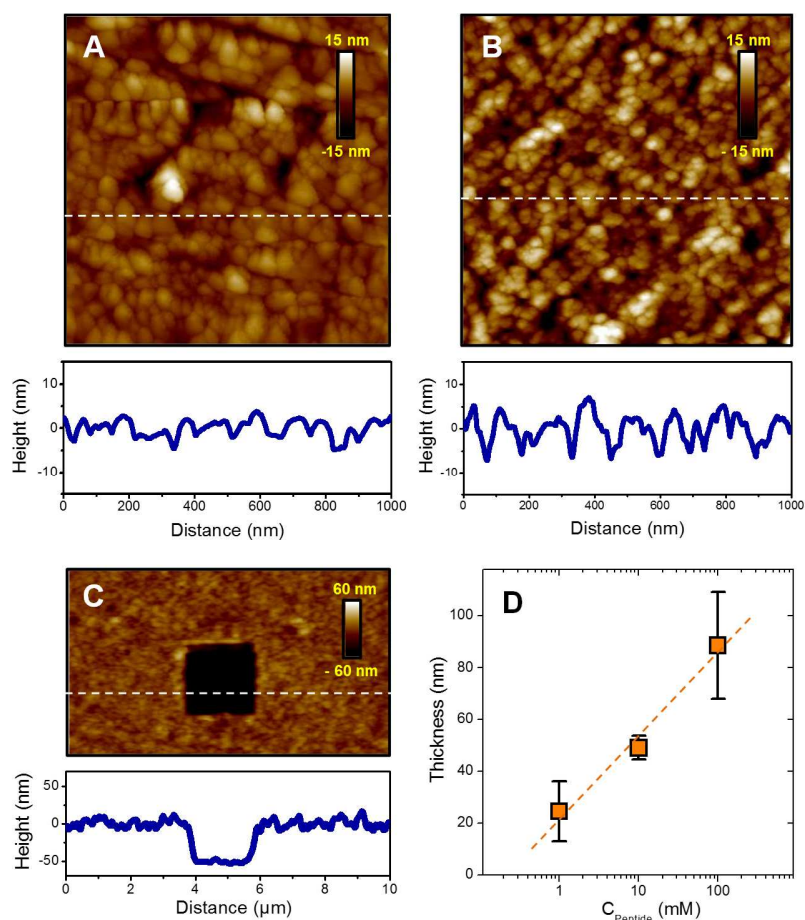 A
15 nm
-15 nm
B
15 nm
- 15 nm
Height (nm)
10
0
-10
0
200
400
600
800
1000
Distance (nm)
Height (nm)
10
0
-10
0
200
400
600
800
1000
Distance (nm)
C
60 nm
- 60 nm
Height (nm)
50
0
-50
0
2
4
6
8
10
Distance (µm)
D
Thickness (nm)
100
80
60
40
20
0
1
10
100
C Peptide (mM)